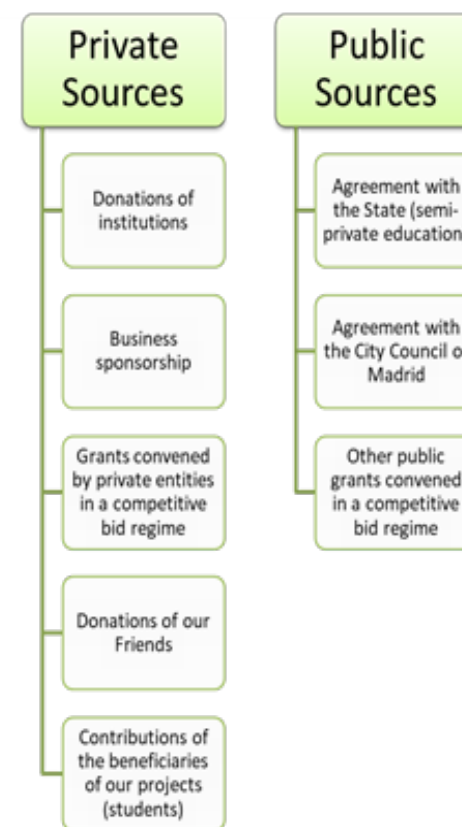 Private
Sources
Donations of
institutions
Business
sponsorship
Grants convened
by private entities
in a competitive
bid regime
Donations of our
Friends
Contributions of
the beneficiaries
of our projects
(students)
Public
Sources
Agreement with
the State (semi-
private education
Agreement with
the City Council o
Madrid
Other public
grants convened
in a competitive
bid regime